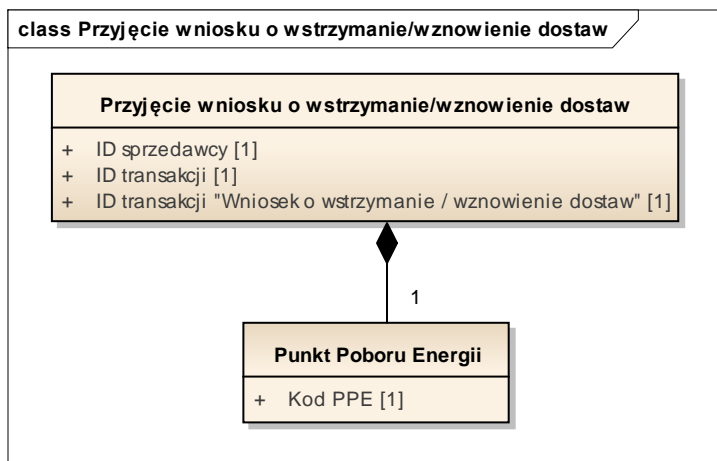 class Przyjęcie wniosku o wstrzymanie/wznowienie dostaw
Przyjęcie wniosku o wstrzymanie/wznowienie dostaw
+ ID sprzedawcy [1]
+ ID transakcji [1]
+ ID transakcji "Wniosek o wstrzymanie / wznowienie dostaw" [1]
1
Punkt Poboru Energii
+ Kod PPE [1]